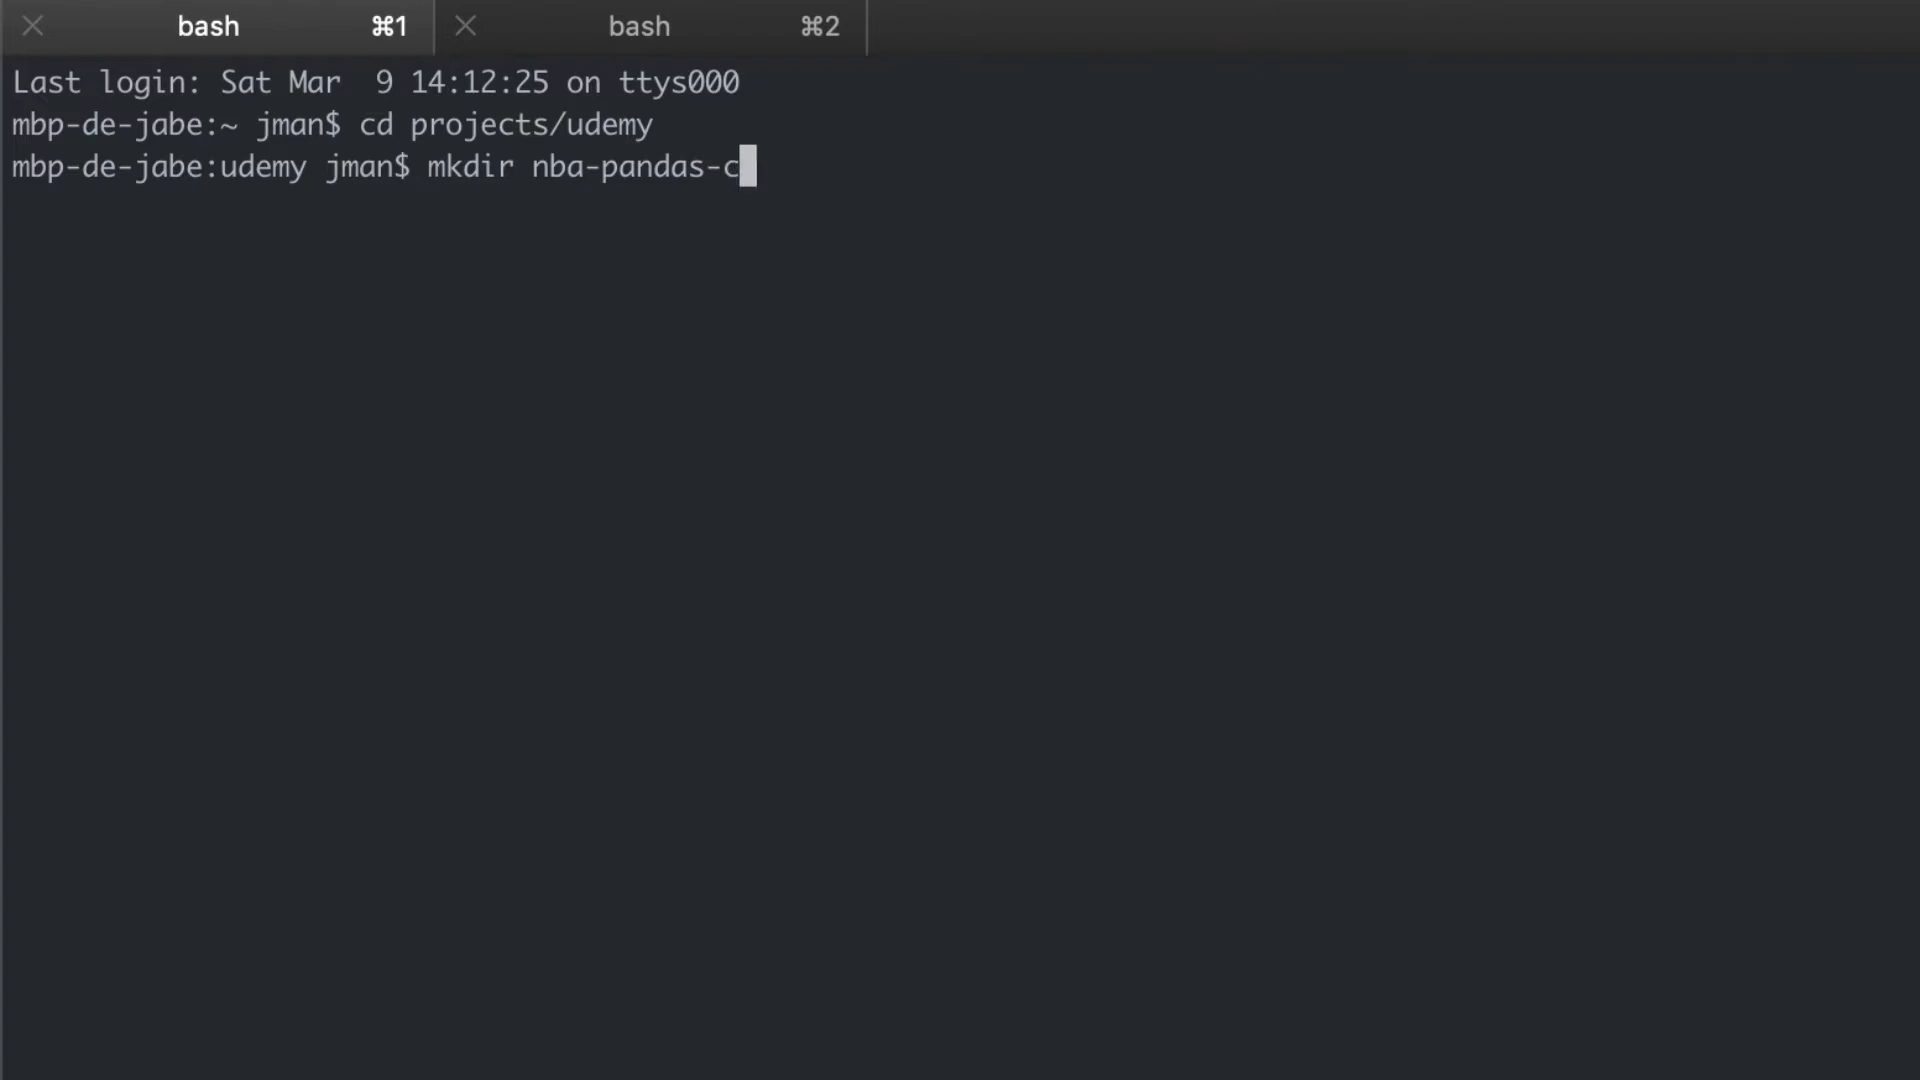 bash ⌘1 bash ⌘2
Last login: Sat Mar  9 14:12:25 on ttys000
mbp-de-jabe:~ jman$ cd projects/udemy
mbp-de-jabe:udemy jman$ mkdir nba-pandas-c